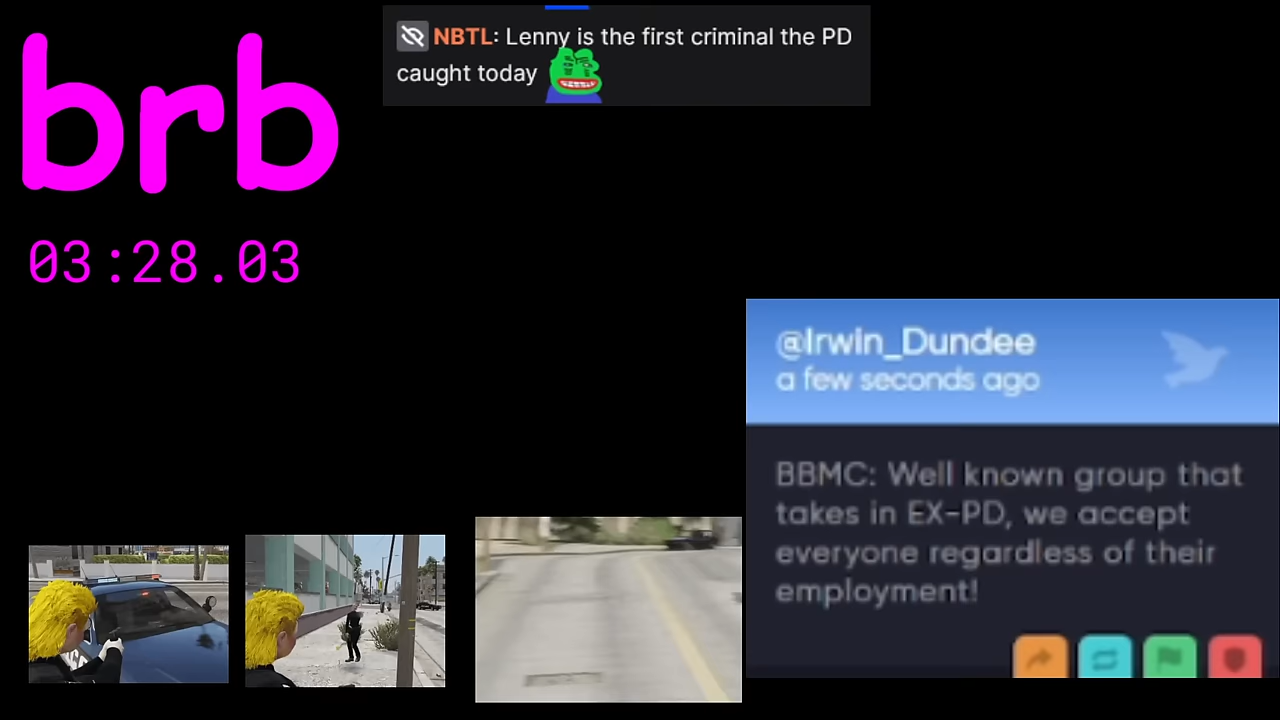 brb
03:28.03
NBTL: Lenny is the first criminal the PD
caught today
@Irwin_Dundee
a few seconds ago
BBMC: Well known group that
takes in EX-PD, we accept
everyone regardless of their
employment!